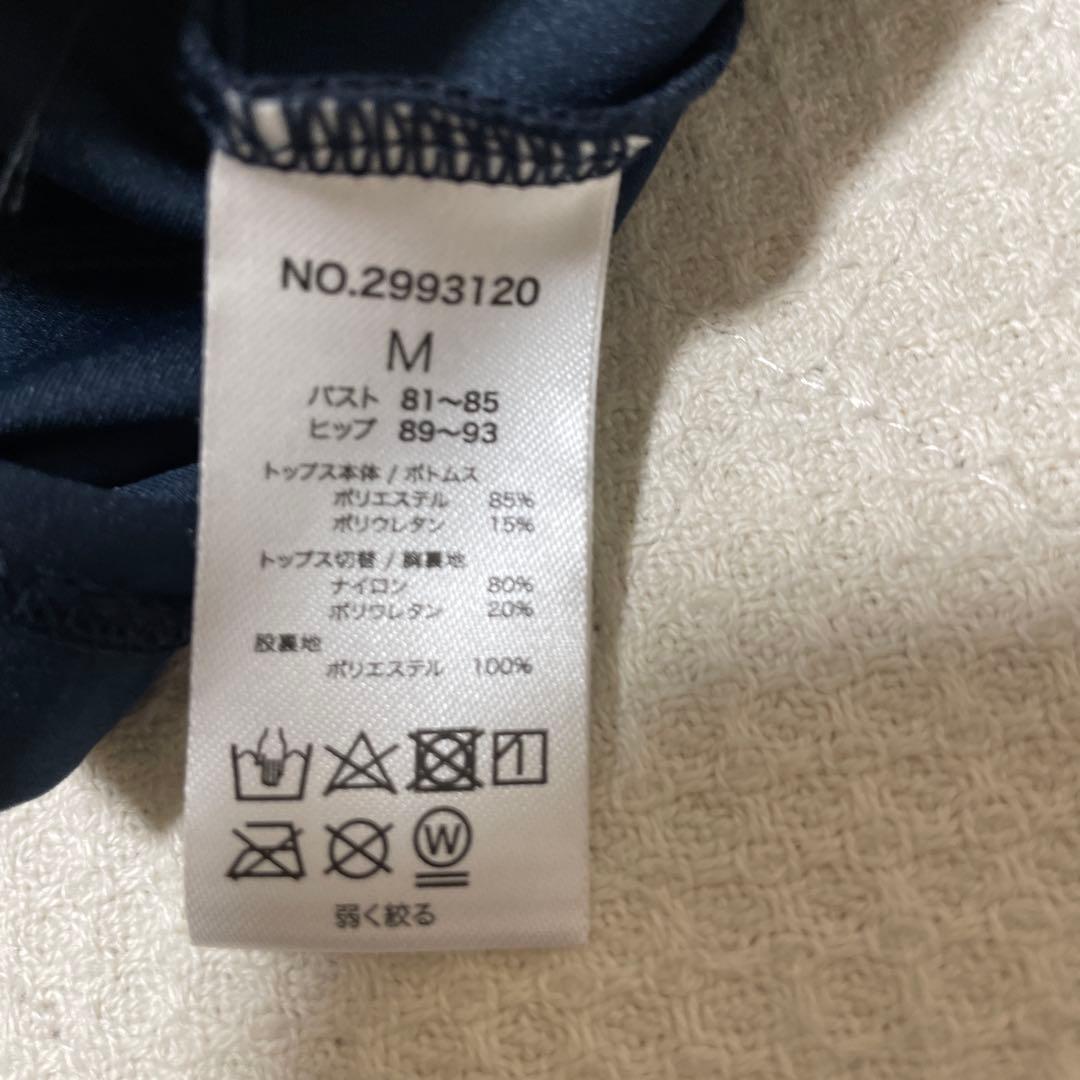 NO.2993120
M
バスト 81～85
ヒップ 89～93
トップス本体 / ボトムス
ポリエステル 85%
ポリウレタン 15%
トップス切替 / 胸裏地
ナイロン 80%
ポリウレタン 20%
股裏地
ポリエステル 100%
W
弱く絞る